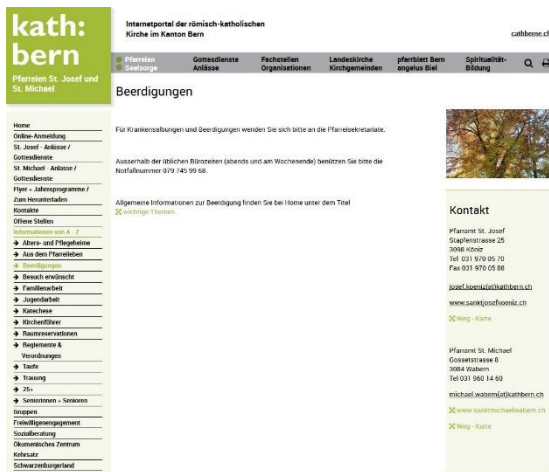 kath:
bern
Pfarreien St. Josef und
St. Michael
Internetportal der römisch-katholischen
Kirche im Kanton Bern
cathberne.ch
Pfarreien
Seelsorge
Gottesdienste
Anlässe
Fachstellen
Organisationen
Landeskirche
Kirchgemeinden
pfarrblatt Bern
angelus Biel
Spiritualität-
Bildung
Beerdigungen
Home
Online-Anmeldung
St. Josef - Anlässe /
Gottesdienste
St. Michael - Anlässe /
Gottesdienste
Flyer + Jahresprogramme /
Zum Herunterladen
Kontakte
Offene Stellen
Informationen von A - Z
Alters- und Pflegeheime
Aus dem Pfarreileben
Beerdigungen
Besuch erwünscht
Familienarbeit
Jugendarbeit
Katechese
Kirchenführer
Raumreservationen
Reglemente &
Verordnungen
Taufe
Trauung
25+
Seniorinnen + Senioren
Gruppen
Freiwilligenengagement
Sozialberatung
Ökumenisches Zentrum
Kehrsatz
Schwarzenburgerland
Für Krankensalbungen und Beerdigungen wenden Sie sich bitte an die Pfarreisekretariate.
Ausserhalb der üblichen Bürozeiten (abends und am Wochenende) benützen Sie bitte die
Notfallnummer 079 745 99 68.
Allgemeine Informationen zur Beerdigung finden Sie bei Home unter dem Titel
wichtige Themen
Kontakt
Pfarramt St. Josef
Stapfenstrasse 25
3098 Köniz
Tel 031 970 05 70
Fax 031 970 05 88
josef.koeniz(at)kathbern.ch
www.sanktjosefkoeniz.ch
Weg - Karte
Pfarramt St. Michael
Gossetstrasse 8
3084 Wabern
Tel 031 960 14 60
michael.wabern(at)kathbern.ch
www.sanktmichaelwabern.ch
Weg - Karte